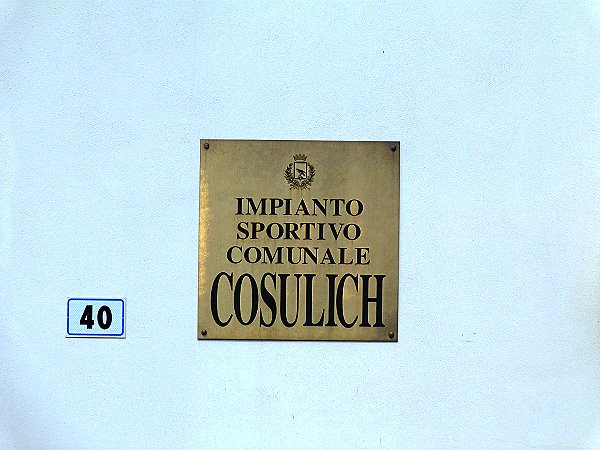 IMPIANTO
SPORTIVO
COMUNALE
COSULICH
40